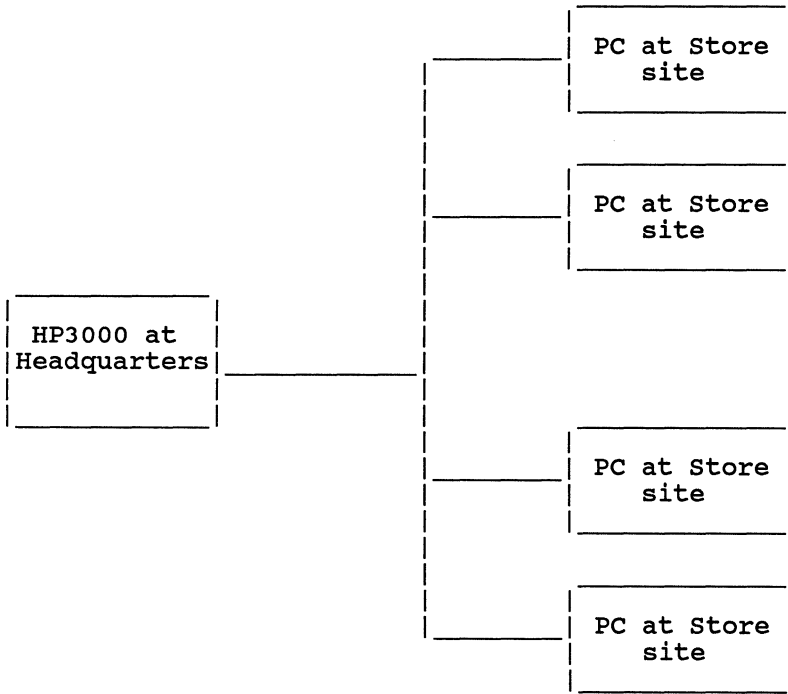 PC at Store
site
PC at Store
site
HP3000 at
Headquarters
PC at Store
site
PC at Store
site